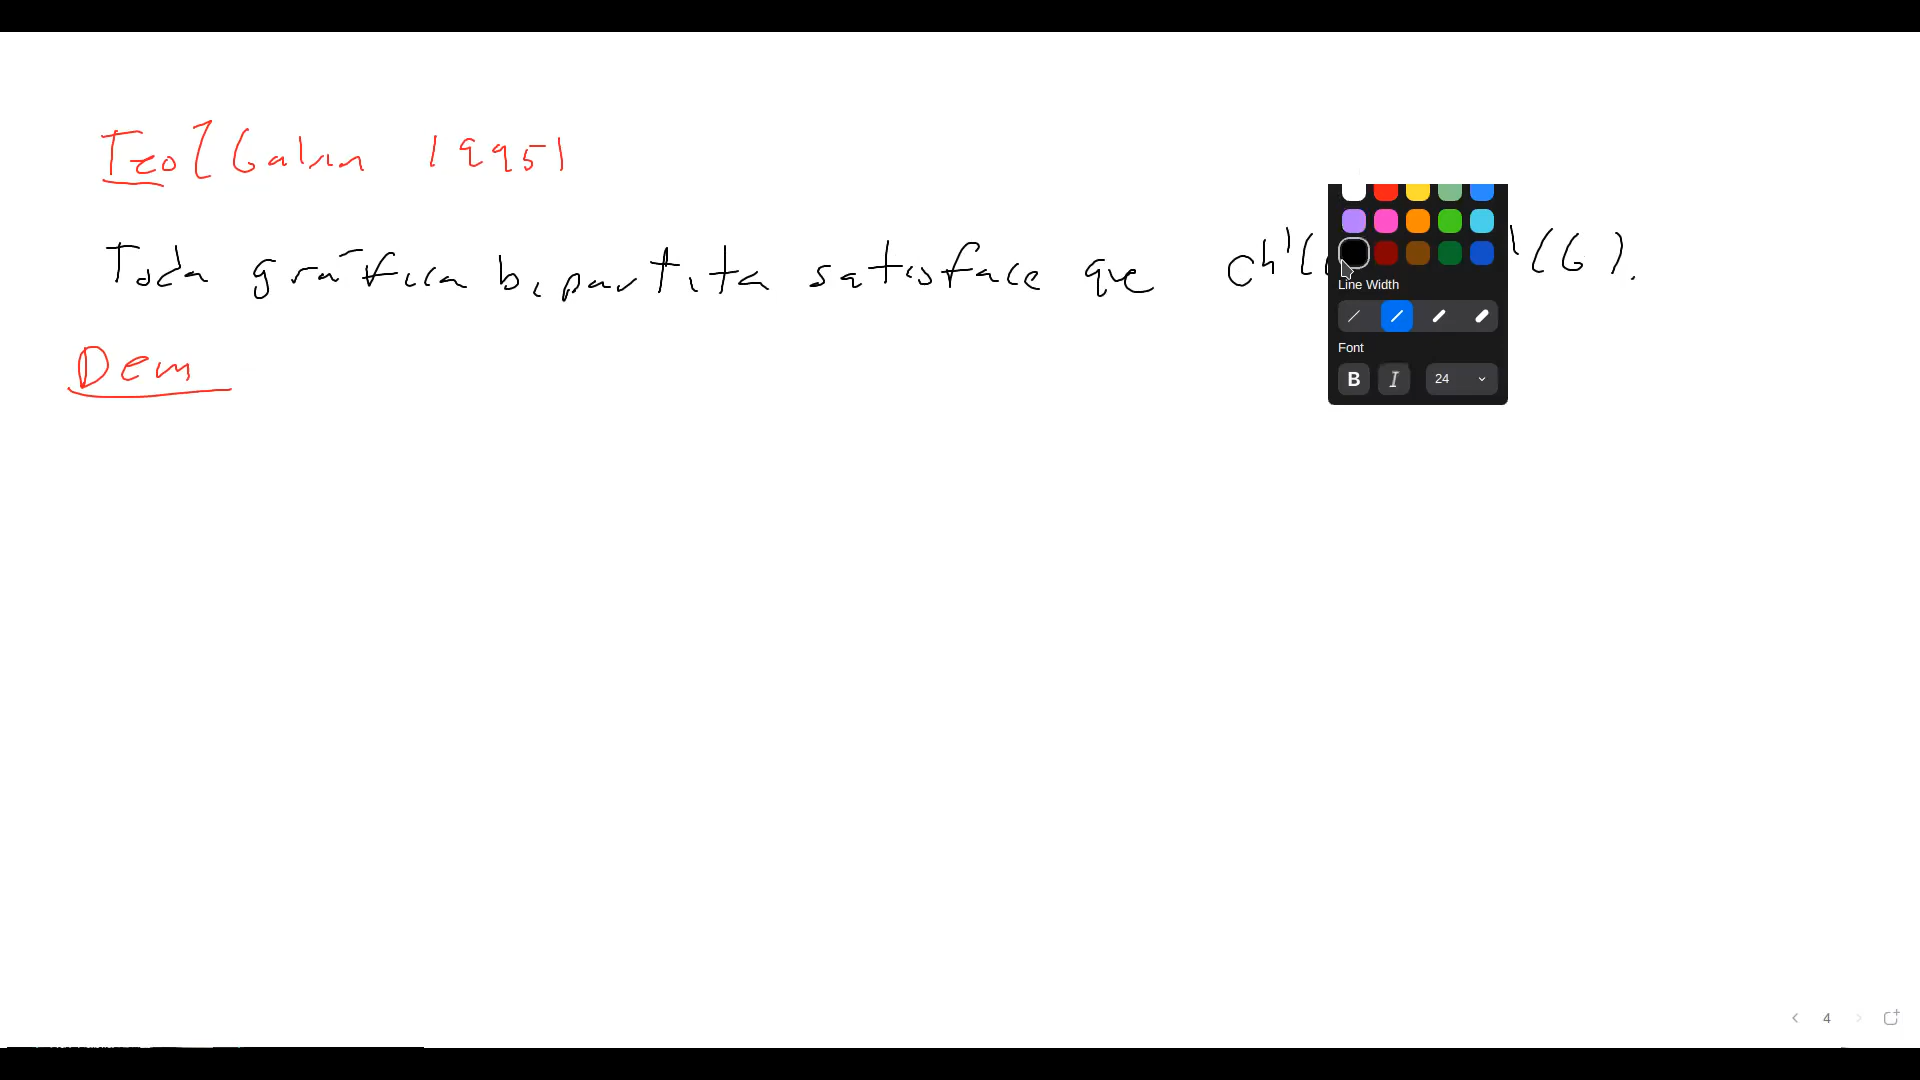 Teo [Galvin 1995]
Toda gráfica bipartita satisface que ch'( '(G).
Dem
Line Width
Font
B I 24
4